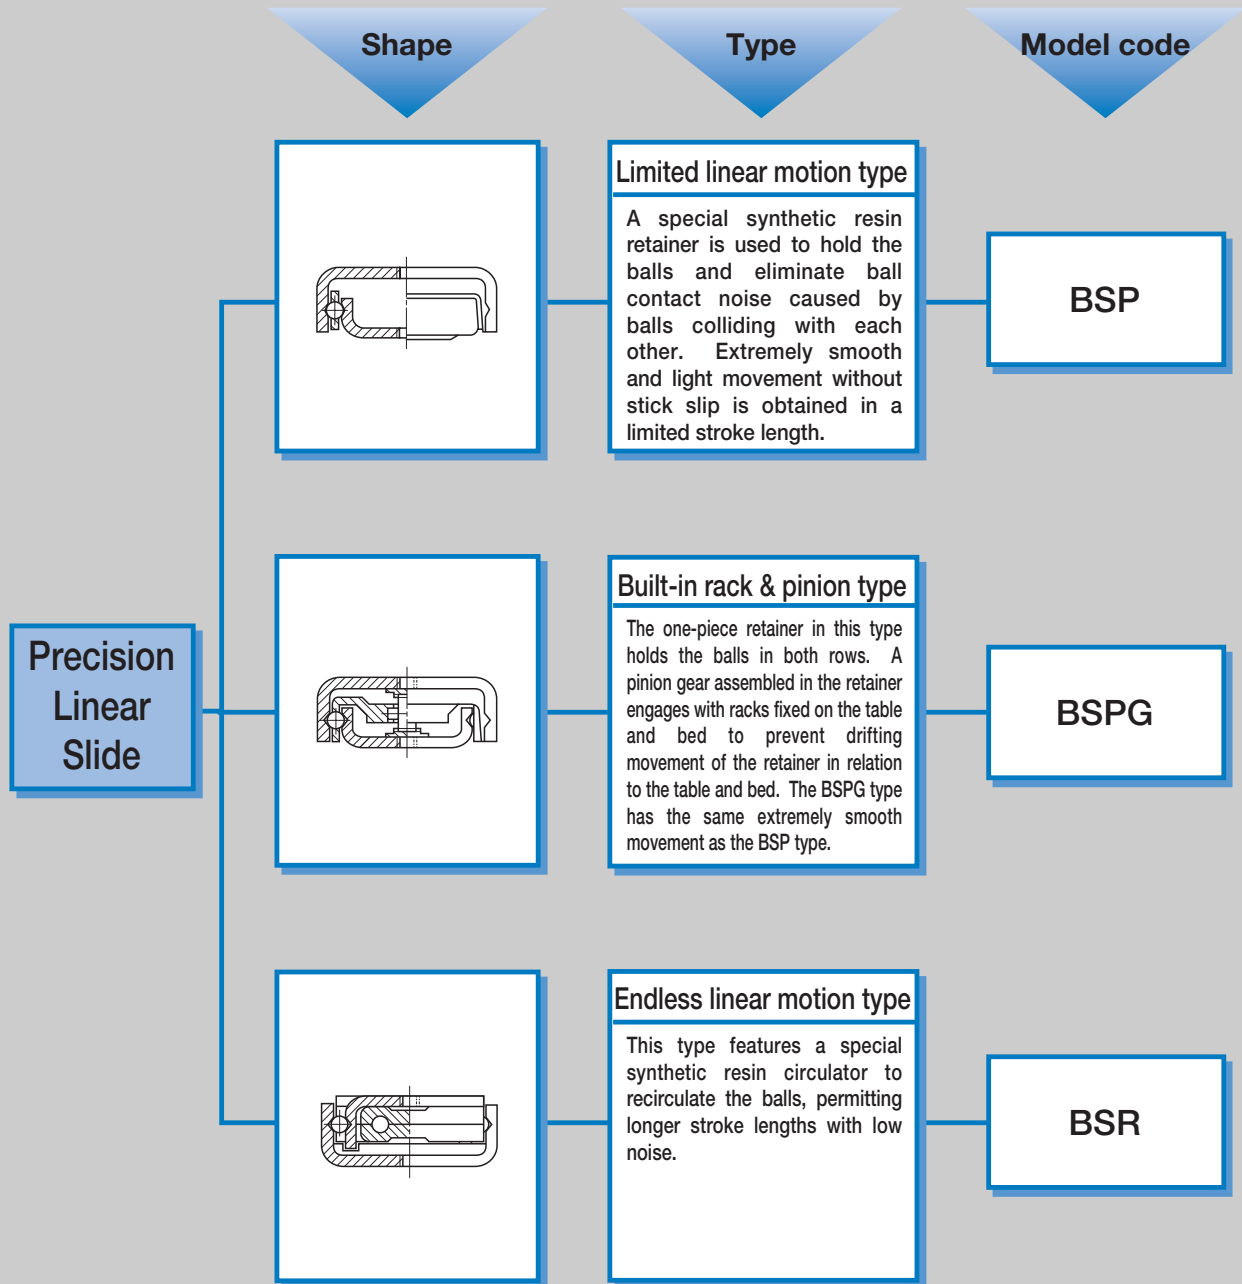 Shape
Type
Model code
Limited linear motion type
A special synthetic resin
retainer is used to hold the
balls and eliminate ball
contact noise caused by
balls colliding with each
other. Extremely smooth
and light movement without
stick slip is obtained in a
limited stroke length.
BSP
Precision
Linear
Slide
Built-in rack & pinion type
The one-piece retainer in this type
holds the balls in both rows. A
pinion gear assembled in the retainer
engages with racks fixed on the table
and bed to prevent drifting
movement of the retainer in relation
to the table and bed. The BSPG type
has the same extremely smooth
movement as the BSP type.
BSPG
Endless linear motion type
This type features a special
synthetic resin circulator to
recirculate the balls, permitting
longer stroke lengths with low
noise.
BSR